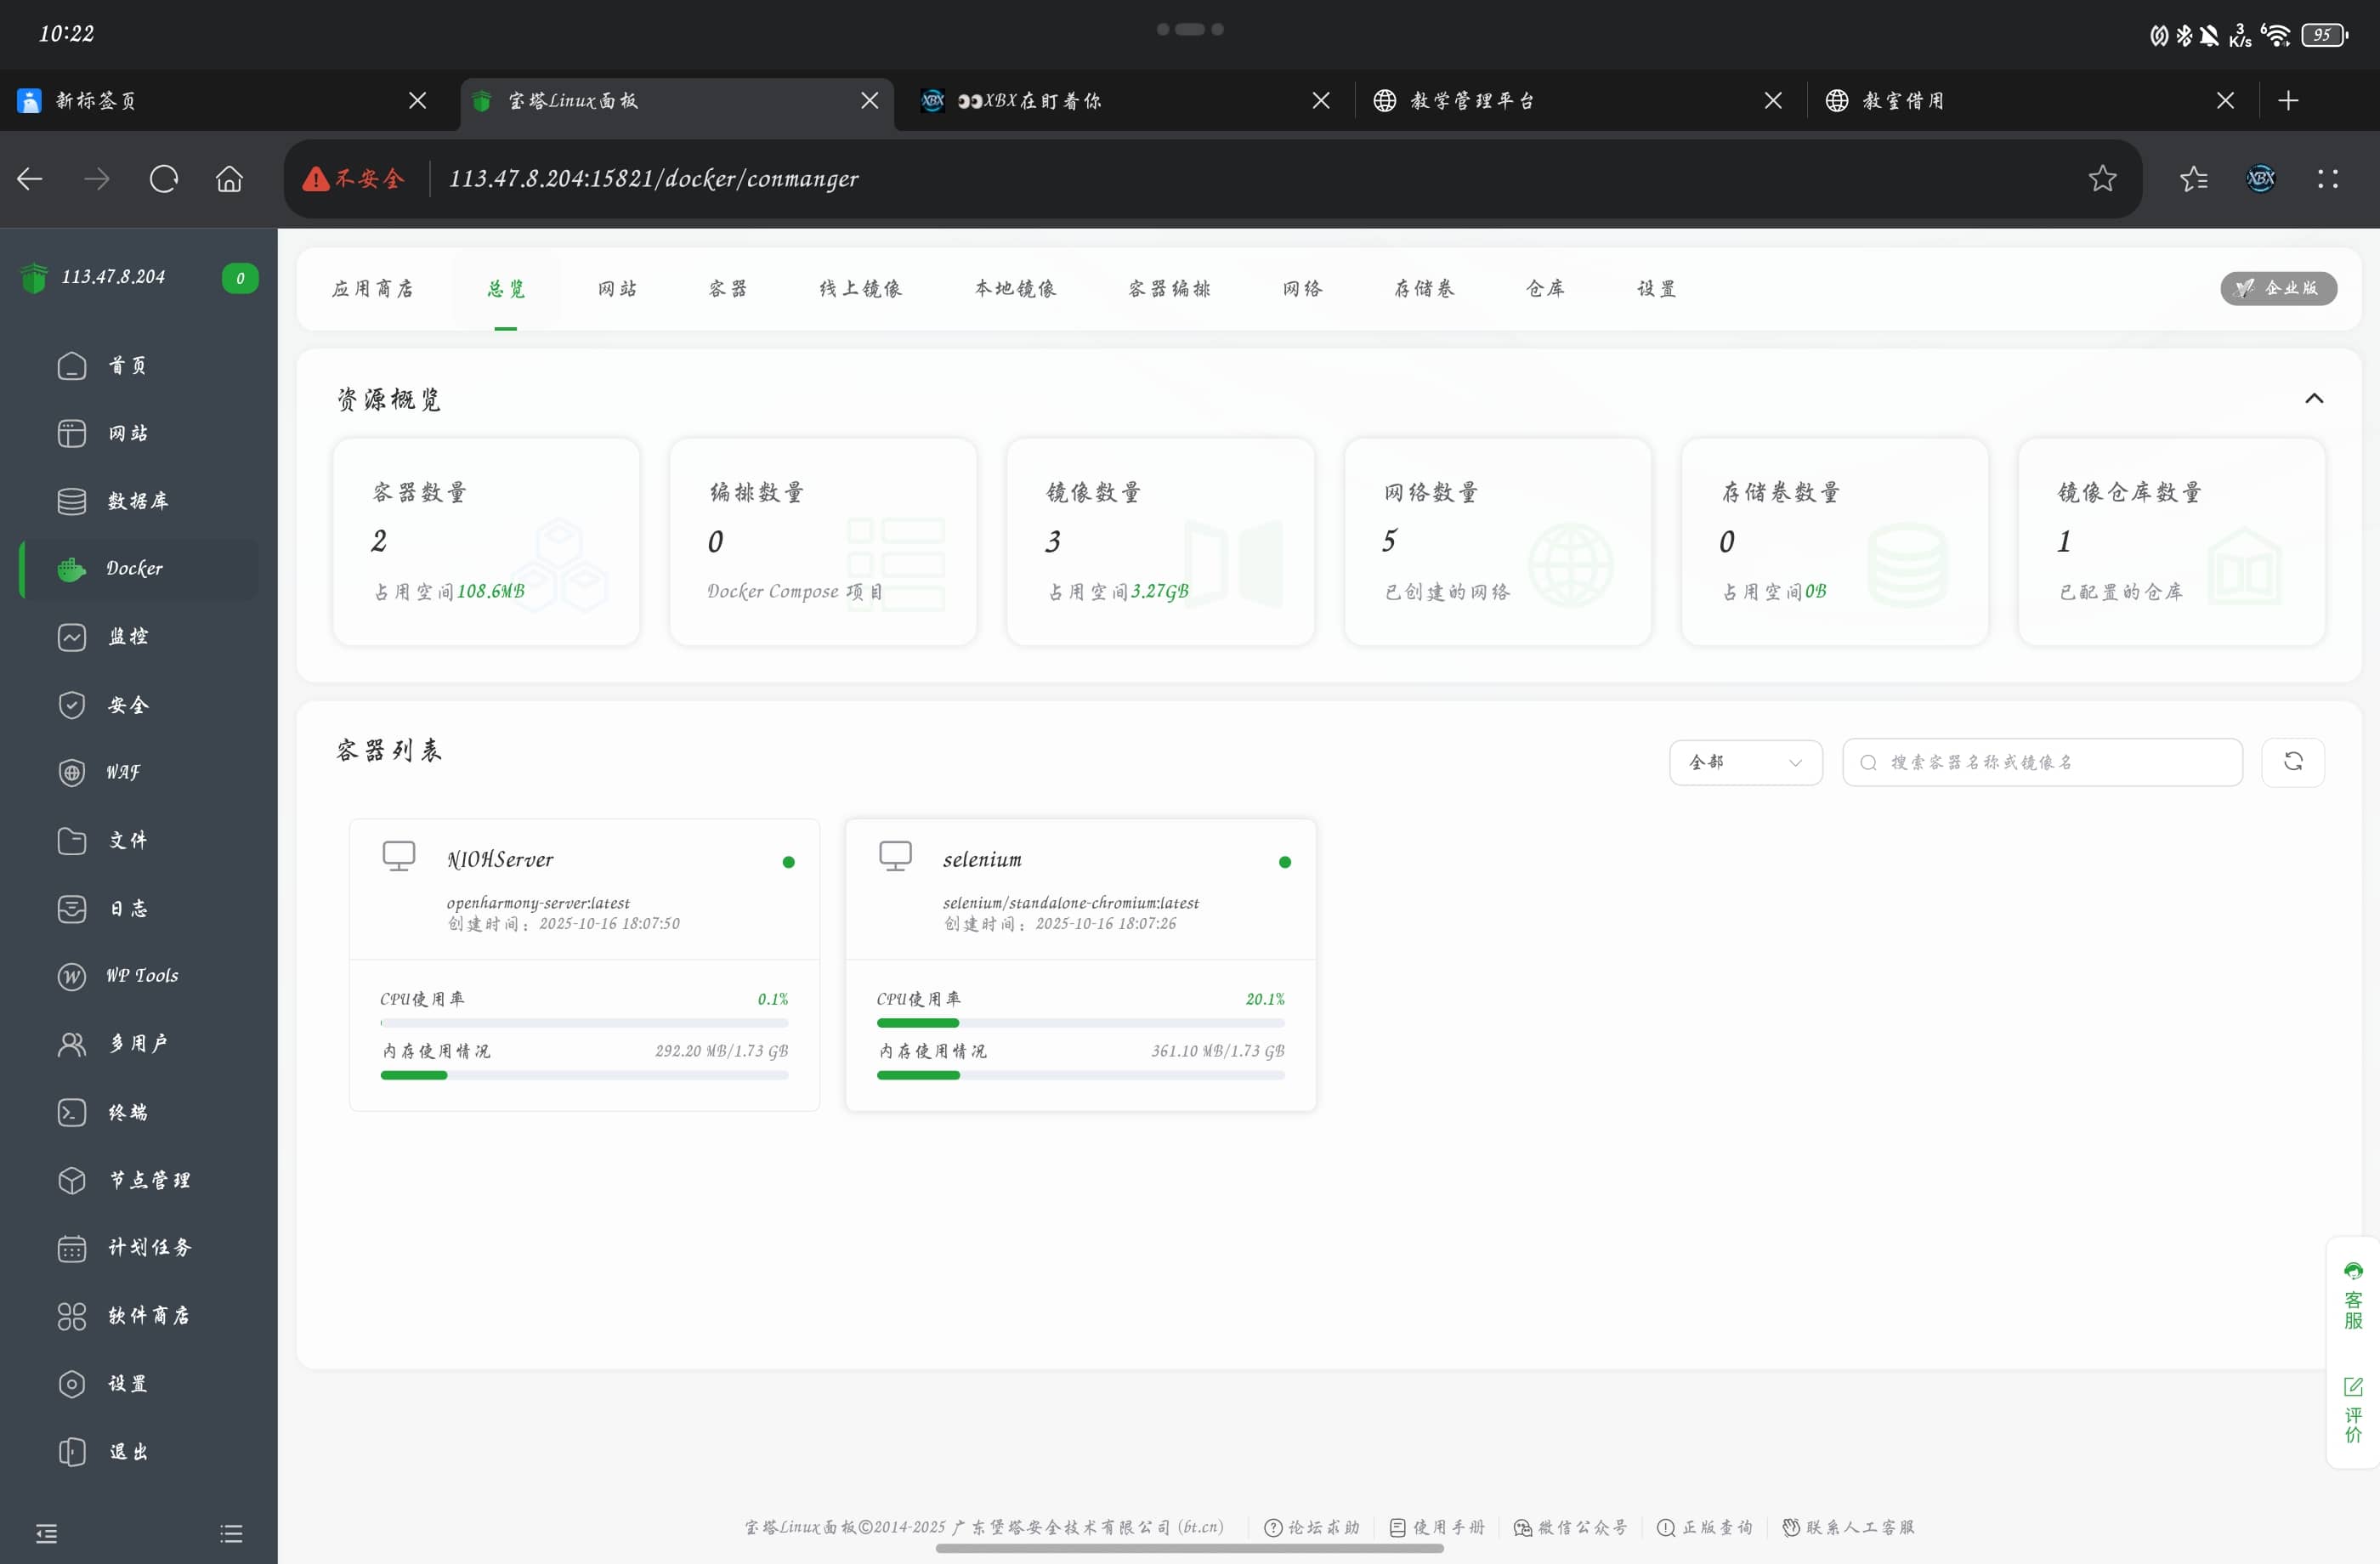 10:22
3 K/s 6 95
新标签页
宝塔Linux面板
XBX 👀XBX在盯着你
教学管理平台
教室借用
不安全 113.47.8.204:15821/docker/conmanger XBX
113.47.8.204 0
首页
网站
数据库
Docker
监控
安全
WAF
文件
日志
WP Tools
多用户
终端
节点管理
计划任务
软件商店
设置
退出
应用商店 总览 网站 容器 线上镜像 本地镜像 容器编排 网络 存储卷 仓库 设置 企业版
资源概览
容器数量
2
占用空间108.6MB
编排数量
0
Docker Compose 项目
镜像数量
3
占用空间3.27GB
网络数量
5
已创建的网络
存储卷数量
0
占用空间0B
镜像仓库数量
1
已配置的仓库
容器列表
全部 搜索容器名称或镜像名
NIOHServer
openharmony-server:latest
创建时间：2025-10-16 18:07:50
CPU使用率 0.1%
内存使用情况 292.20 MB/1.73 GB
selenium
selenium/standalone-chromium:latest
创建时间：2025-10-16 18:07:26
CPU使用率 20.1%
内存使用情况 361.10 MB/1.73 GB
客服
评价
宝塔Linux面板©2014-2025 广东堡塔安全技术有限公司 (bt.cn) 论坛求助 使用手册 微信公众号 正版查询 联系人工客服